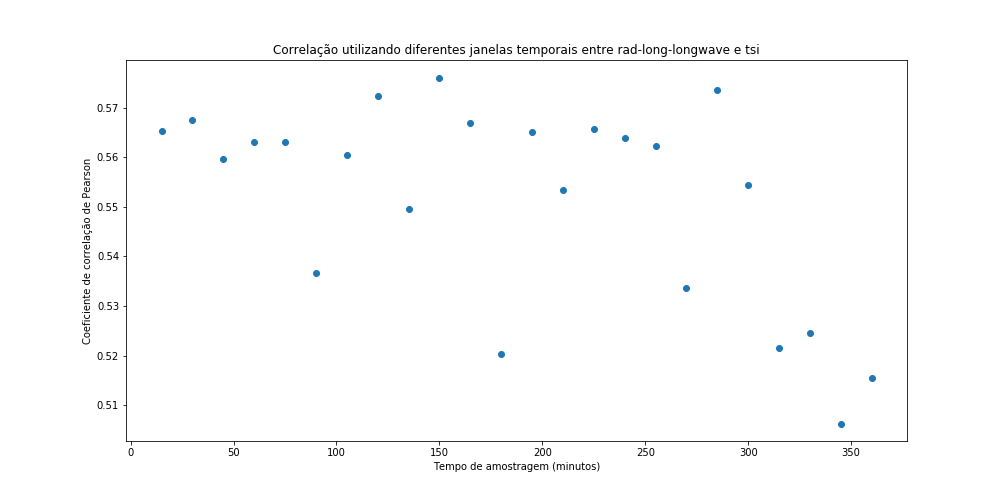 Correlação utilizando diferentes janelas temporais entre rad-long-longwave e tsi
Coeficiente de correlação de Pearson
0.57
0.56
0.55
0.54
0.53
0.52
0.51
0 50 100 150 200 250 300 350
Tempo de amostragem (minutos)